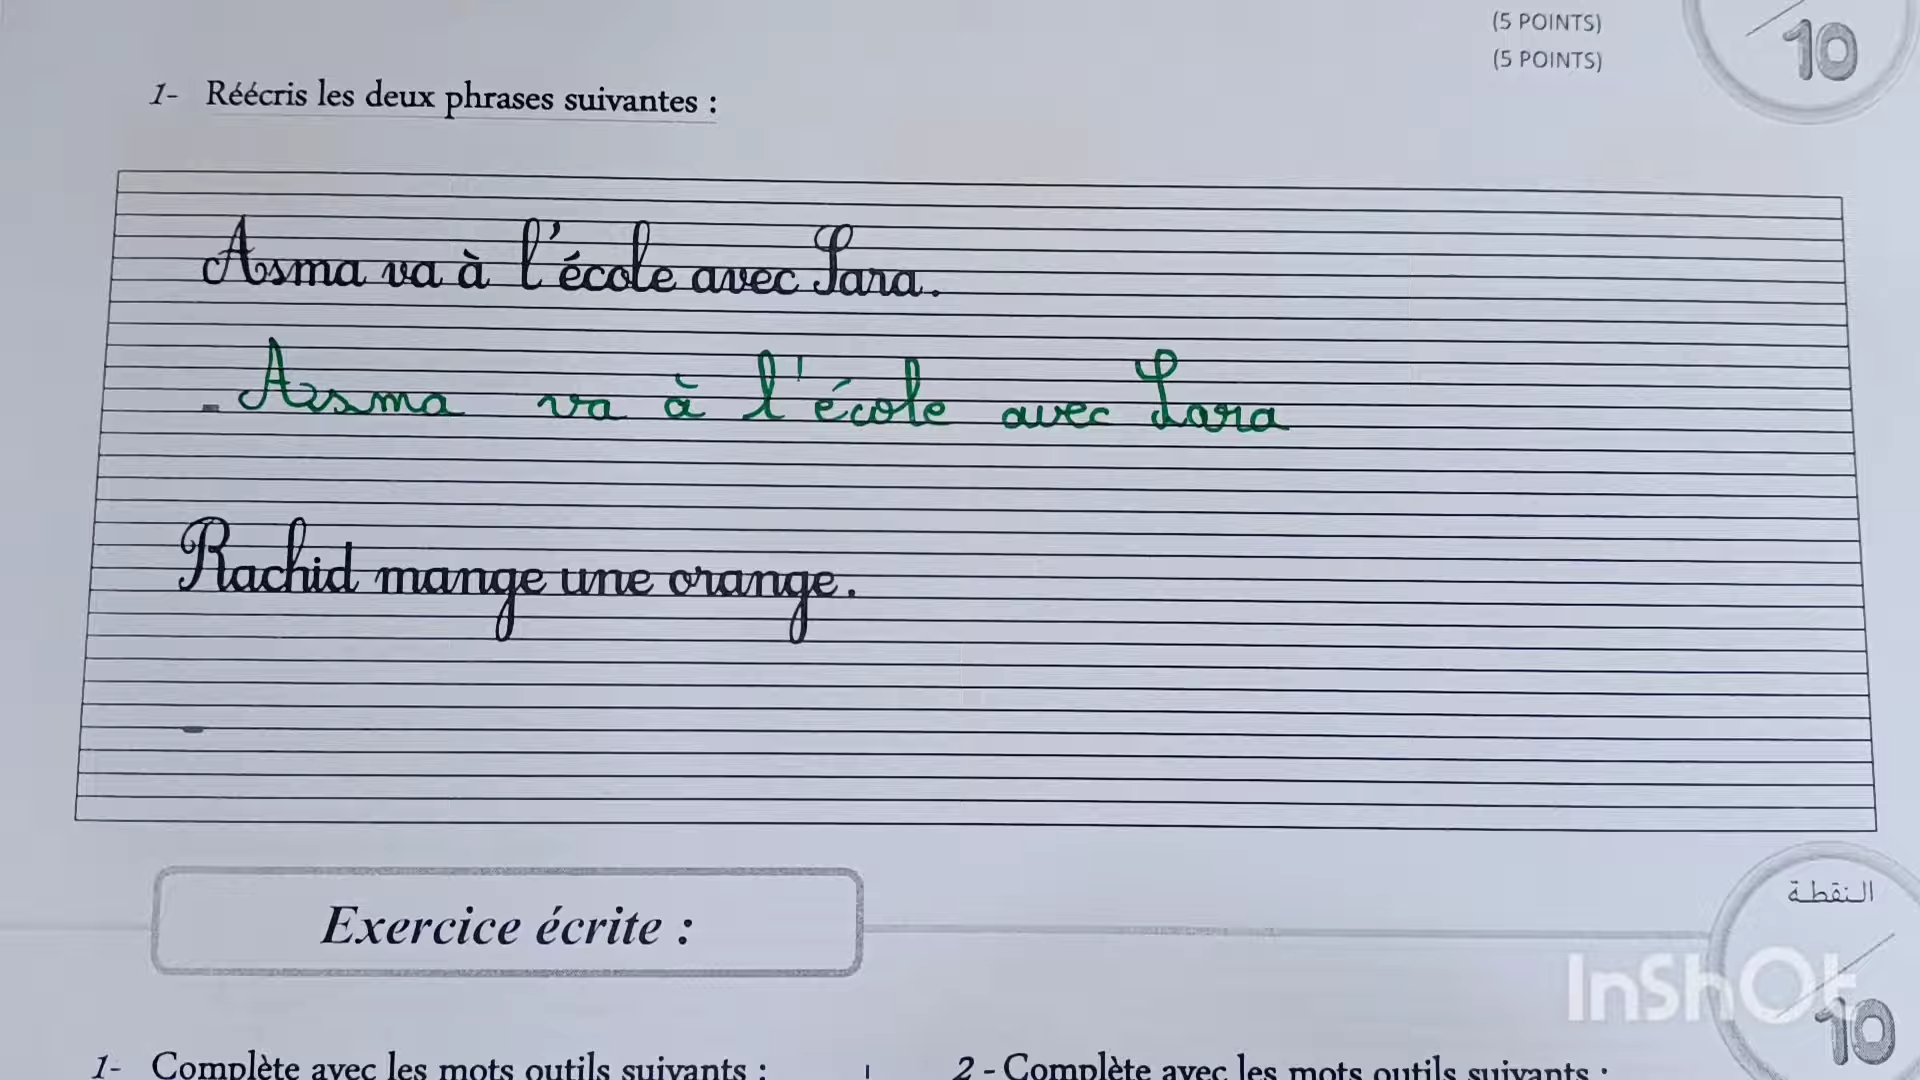 (5 POINTS)
(5 POINTS)
10
1- Réécris les deux phrases suivantes :
Asma va à l'école avec Sara.
Asma va à l'école avec Sara
Rachid mange une orange.
النقطة
Exercice écrite :
InShOt
10
1- Complète avec les mots outils suivants :
2 - Complète avec les mots outils suivants :